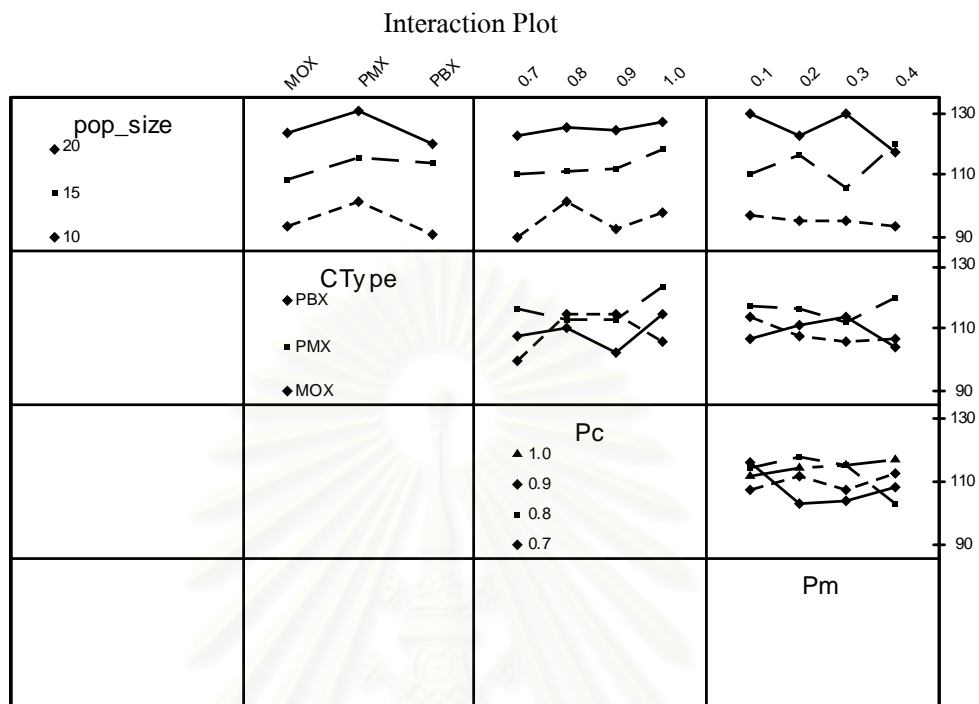 Interaction Plot
MOX PMX PBX 0.7 0.8 0.9 1.0 0.1 0.2 0.3 0.4
pop_size
20
15
10
130
110
90
CType
PBX
PMX
MOX
130
110
90
Pc
1.0
0.9
0.8
0.7
130
110
90
Pm